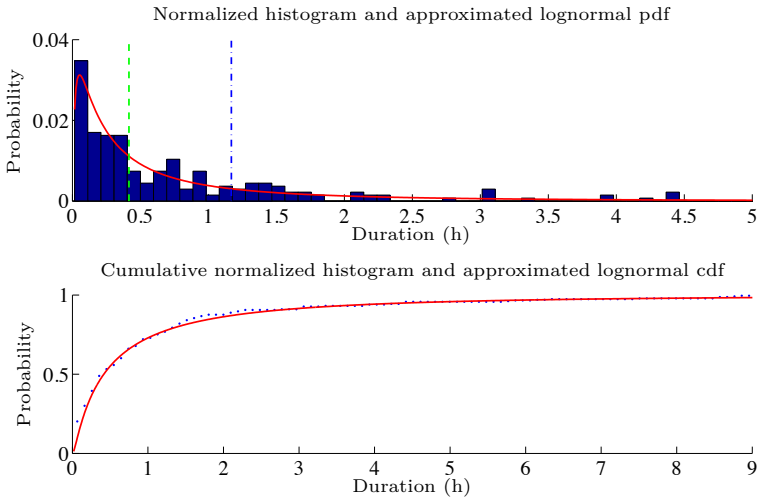 Normalized histogram and approximated lognormal pdf
0.04
0.02
0
Probability
0 0.5 1 1.5 2 2.5 3 3.5 4 4.5 5
Duration (h)
Cumulative normalized histogram and approximated lognormal cdf
1
0.5
0
Probability
0 1 2 3 4 5 6 7 8 9
Duration (h)